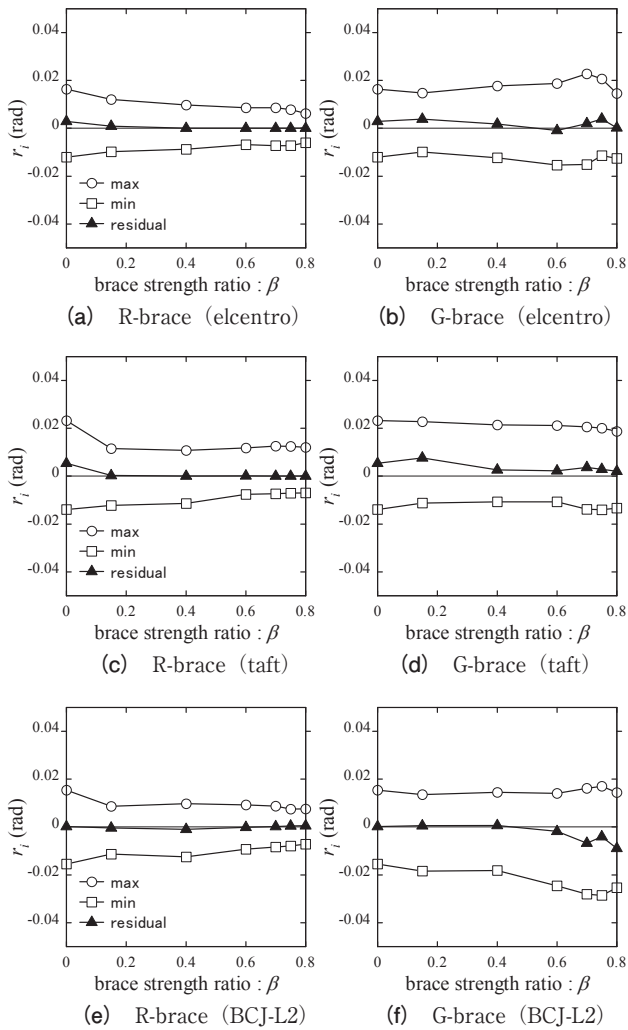 0.04
0.02
0
-0.02
-0.04
r_i (rad)
max
min
residual
0 0.2 0.4 0.6 0.8
brace strength ratio : β
(a) R-brace (elcentro)
0.04
0.02
0
-0.02
-0.04
r_i (rad)
0 0.2 0.4 0.6 0.8
brace strength ratio : β
(b) G-brace (elcentro)
0.04
0.02
0
-0.02
-0.04
r_i (rad)
max
min
residual
0 0.2 0.4 0.6 0.8
brace strength ratio : β
(c) R-brace (taft)
0.04
0.02
0
-0.02
-0.04
r_i (rad)
0 0.2 0.4 0.6 0.8
brace strength ratio : β
(d) G-brace (taft)
0.04
0.02
0
-0.02
-0.04
r_i (rad)
max
min
residual
0 0.2 0.4 0.6 0.8
brace strength ratio : β
(e) R-brace (BCJ-L2)
0.04
0.02
0
-0.02
-0.04
r_i (rad)
0 0.2 0.4 0.6 0.8
brace strength ratio : β
(f) G-brace (BCJ-L2)